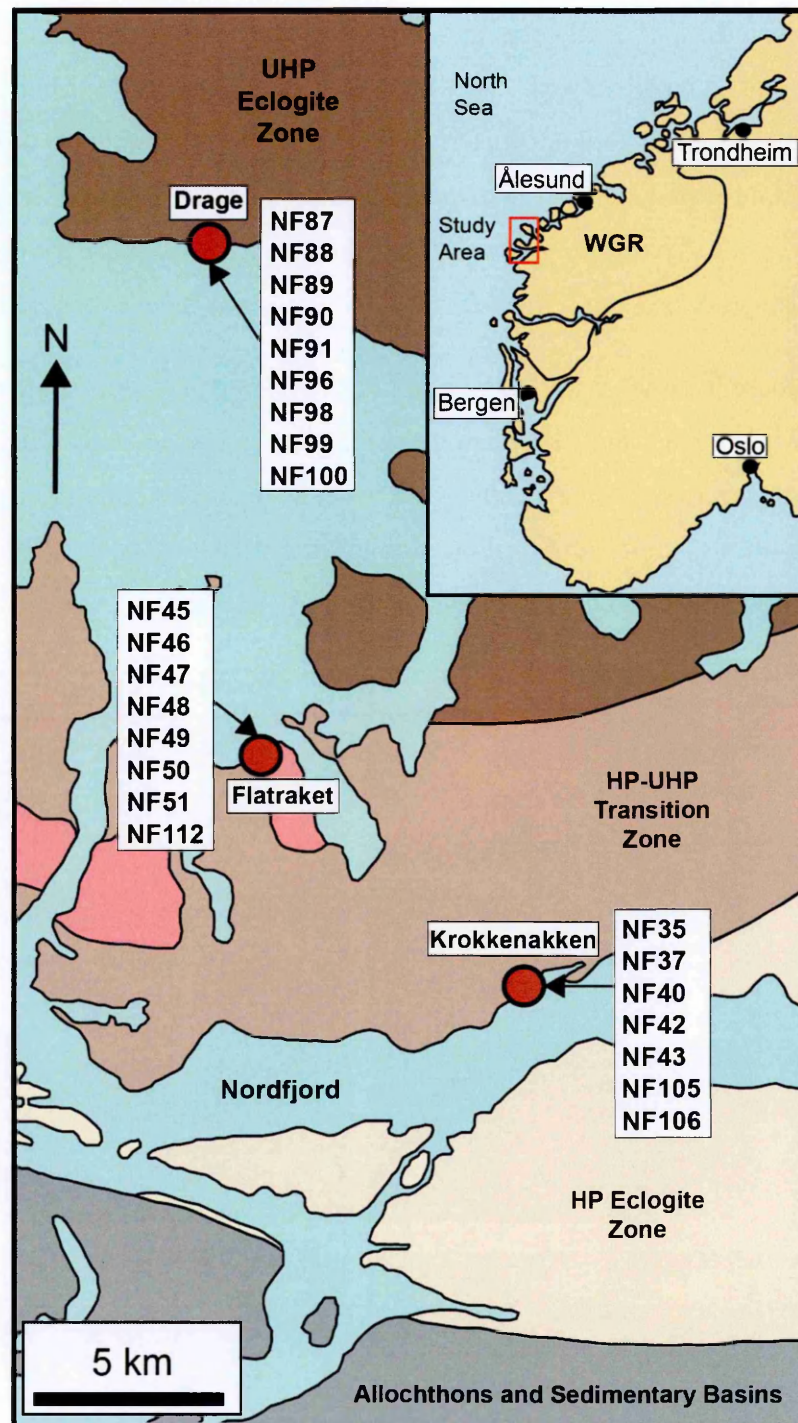 UHP
Eclogite
Zone
North
Sea
Trondheim
Ålesund
Study
Area
WGR
Bergen
Oslo
Drage
NF87
NF88
NF89
NF90
NF91
NF96
NF98
NF99
NF100
N
NF45
NF46
NF47
NF48
NF49
NF50
NF51
NF112
Flatraket
HP-UHP
Transition
Zone
Krokkenakken
NF35
NF37
NF40
NF42
NF43
NF105
NF106
Nordfjord
HP Eclogite
Zone
5 km
Allochthons and Sedimentary Basins